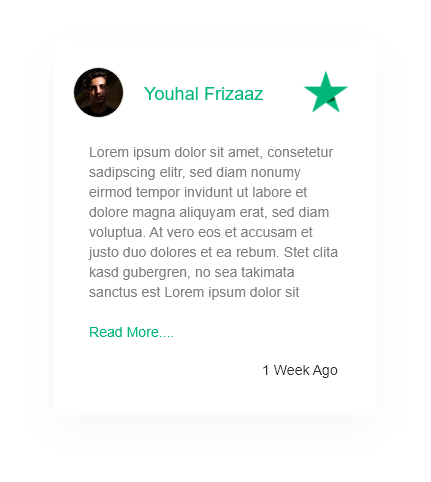 Youhal Frizaaz
Lorem ipsum dolor sit amet, consetetur
sadipscing elitr, sed diam nonumy
eirmod tempor invidunt ut labore et
dolore magna aliquyam erat, sed diam
voluptua. At vero eos et accusam et
justo duo dolores et ea rebum. Stet clita
kasd gubergren, no sea takimata
sanctus est Lorem ipsum dolor sit
Read More....
1 Week Ago